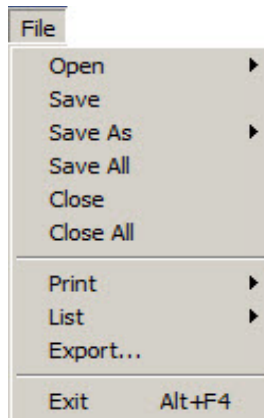 File
Open
Save
Save As
Save All
Close
Close All
Print
List
Export...
Exit Alt+F4